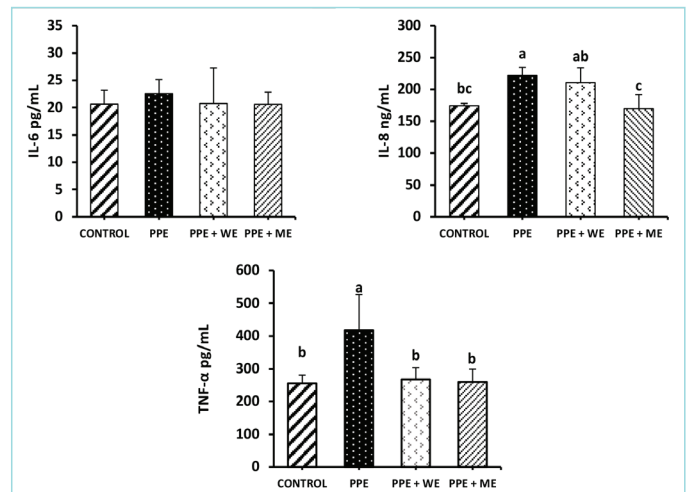 35
30
25
20
15
10
5
0
IL-6 pg/mL
CONTROL PPE PPE + WE PPE + ME
300
250
200
150
100
50
0
IL-8 ng/mL
bc a ab c
CONTROL PPE PPE + WE PPE + ME
600
500
400
300
200
100
0
TNF-α pg/mL
b a b b
CONTROL PPE PPE + WE PPE + ME